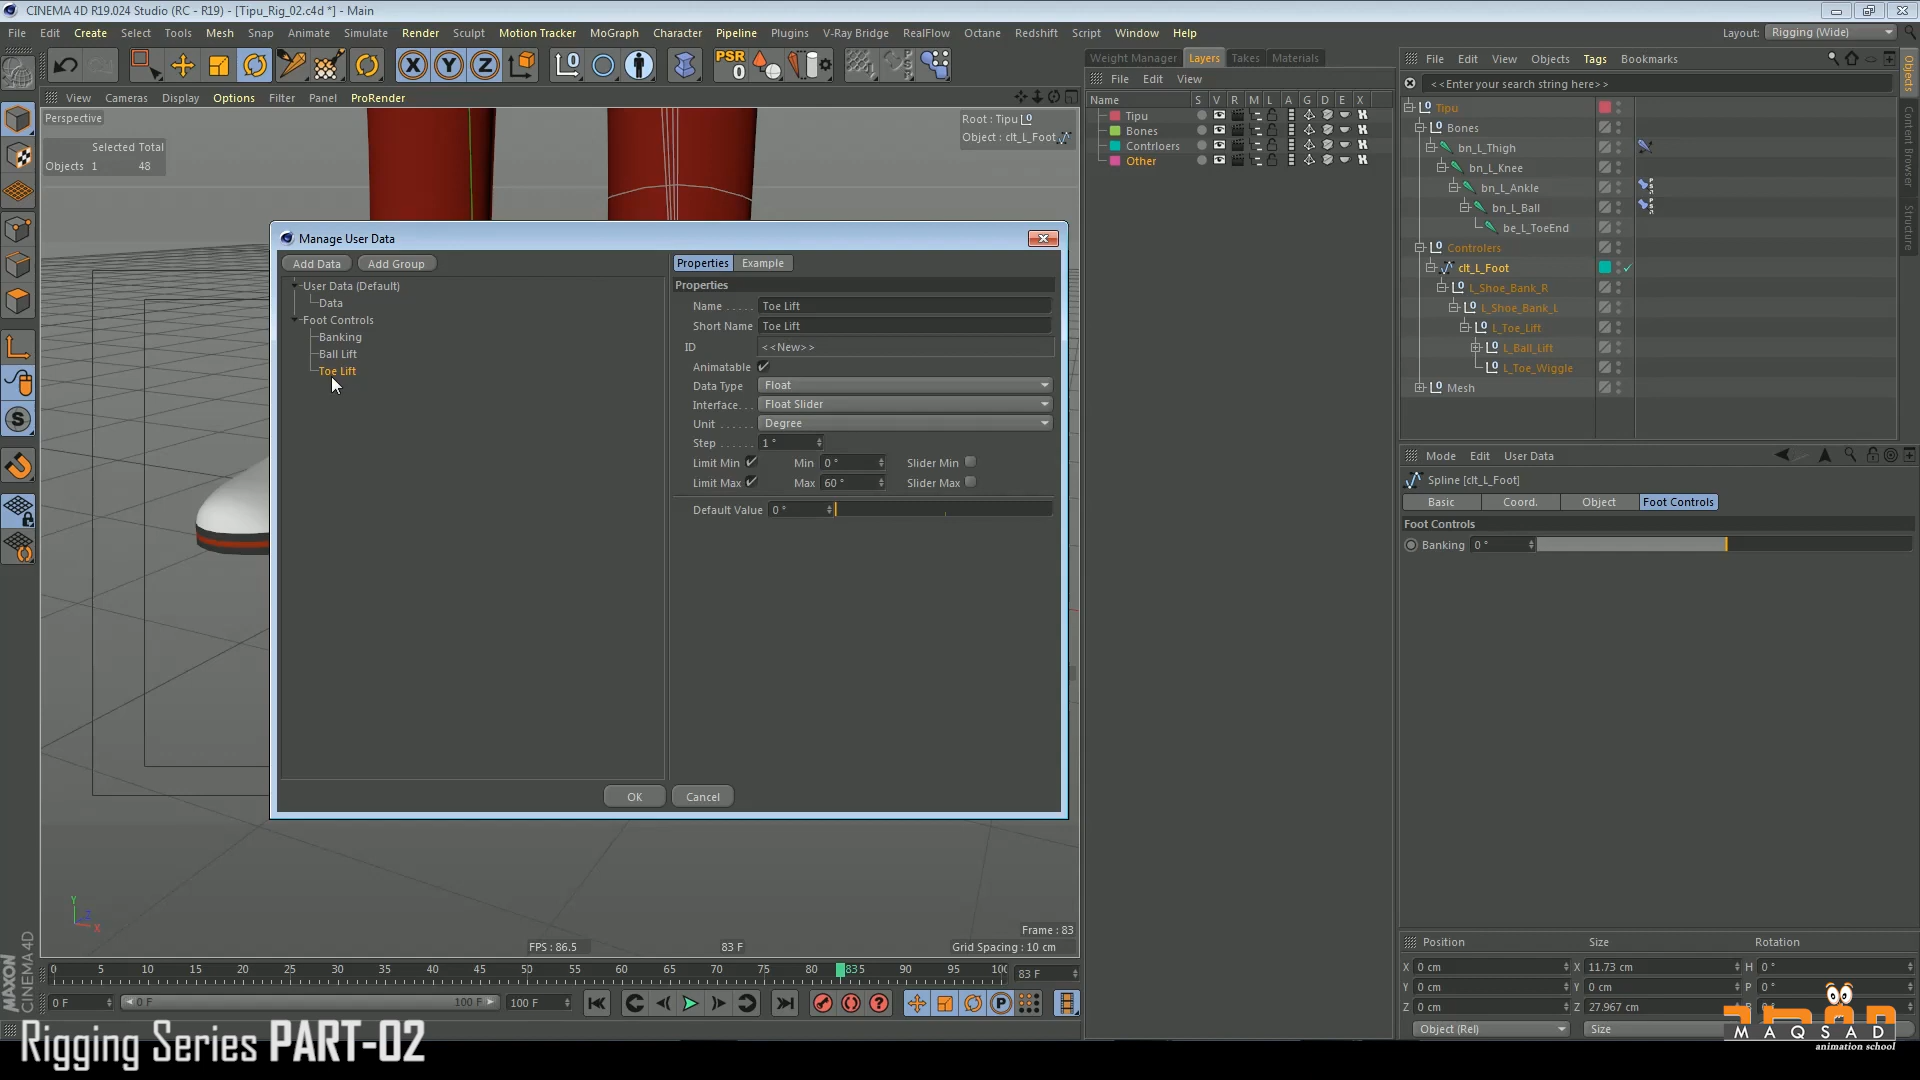 CINEMA 4D R19.024 Studio (RC - R19) - [Tipu_Rig_02.c4d *] - Main
File Edit Create Select Tools Mesh Snap Animate Simulate Render Sculpt Motion Tracker MoGraph Character Pipeline Plugins V-Ray Bridge RealFlow Octane Redshift Script Window Help
Layout: Rigging (Wide)
View Cameras Display Options Filter Panel ProRender
Perspective
Selected Total
Objects 1 48
Root : Tipu
Object : clt_L_Foot
Manage User Data
Add Data Add Group
User Data (Default)
Data
Foot Controls
Banking
Ball Lift
Toe Lift
Properties Example
Properties
Name Toe Lift
Short Name Toe Lift
ID <<New>>
Animatable
Data Type Float
Interface Float Slider
Unit Degree
Step 1 °
Limit Min Min 0 ° Slider Min
Limit Max Max 60 ° Slider Max
Default Value 0 °
OK Cancel
FPS : 86.5 83 F Frame : 83
Grid Spacing : 10 cm
0 5 10 15 20 25 30 35 40 45 50 55 60 65 70 75 80 835 90 95 100
83 F
0 F 0 F 100 F 100 F
Weight Manager Layers Takes Materials
File Edit View
Name S V R M L A G D E X
Tipu
Bones
Contrloers
Other
File Edit View Objects Tags Bookmarks
<<Enter your search string here>>
Tipu
Bones
bn_L_Thigh
bn_L_Knee
bn_L_Ankle
bn_L_Ball
be_L_ToeEnd
Controlers
clt_L_Foot
L_Shoe_Bank_R
L_Shoe_Bank_L
L_Toe_Lift
L_Ball_Lift
L_Toe_Wiggle
Mesh
Objects
Content Browser
Structure
Mode Edit User Data
Spline [clt_L_Foot]
Basic Coord. Object Foot Controls
Foot Controls
Banking 0 °
Position Size Rotation
X 0 cm X 11.73 cm H 0 °
Y 0 cm Y 0 cm P 0 °
Z 0 cm Z 27.967 cm
Object (Rel) Size
MAXON
CINEMA 4D
Rigging Series PART-02
MAQSAD
animation school